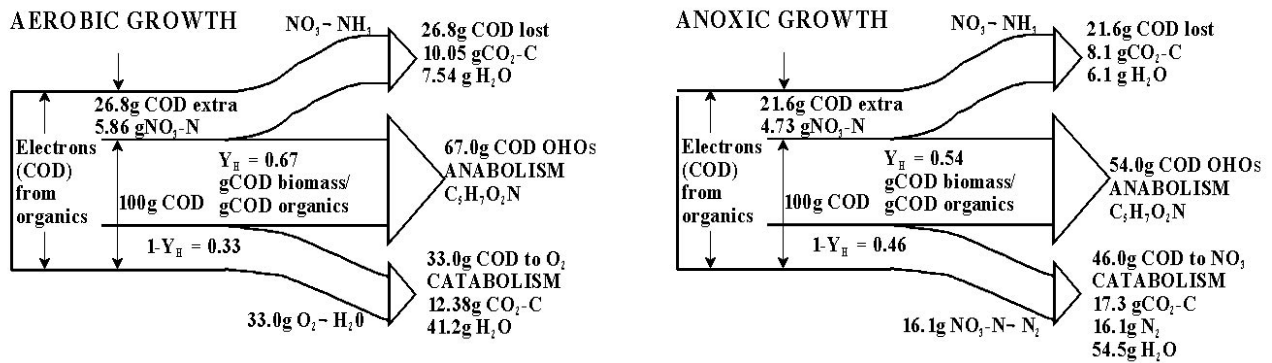 AEROBIC GROWTH
NO₃→NH₃
26.8g COD lost
10.05
gCO₂-C
7.54 g H₂O
26.8g COD extra
5.86 gNO₃-N
Electrons
(COD)
from
organics
100g COD
Y_H = 0.67
gCOD biomass/
gCOD organics
67.0g COD OHOs
ANABOLISM
C₅H₇O₂N
1-Y_H = 0.33
33.0g COD to O₂
CATABOLISM
12.38g CO₂-C
41.2g H₂O
33.0g O₂→H₂0
ANOXIC GROWTH
NO₃→NH₃
21.6g COD lost
8.1 gCO₂-C
6.1 g H₂O
21.6g COD extra
4.73 gNO₃-N
Electrons
(COD)
from
organics
100g COD
Y_H = 0.54
gCOD biomass/
gCOD organics
54.0g COD OHOs
ANABOLISM
C₅H₇O₂N
1-Y_H = 0.46
46.0g COD to NO₃
CATABOLISM
17.3 gCO₂-C
16.1g N₂
54.5g H₂O
16.1g NO₃-N→N₂